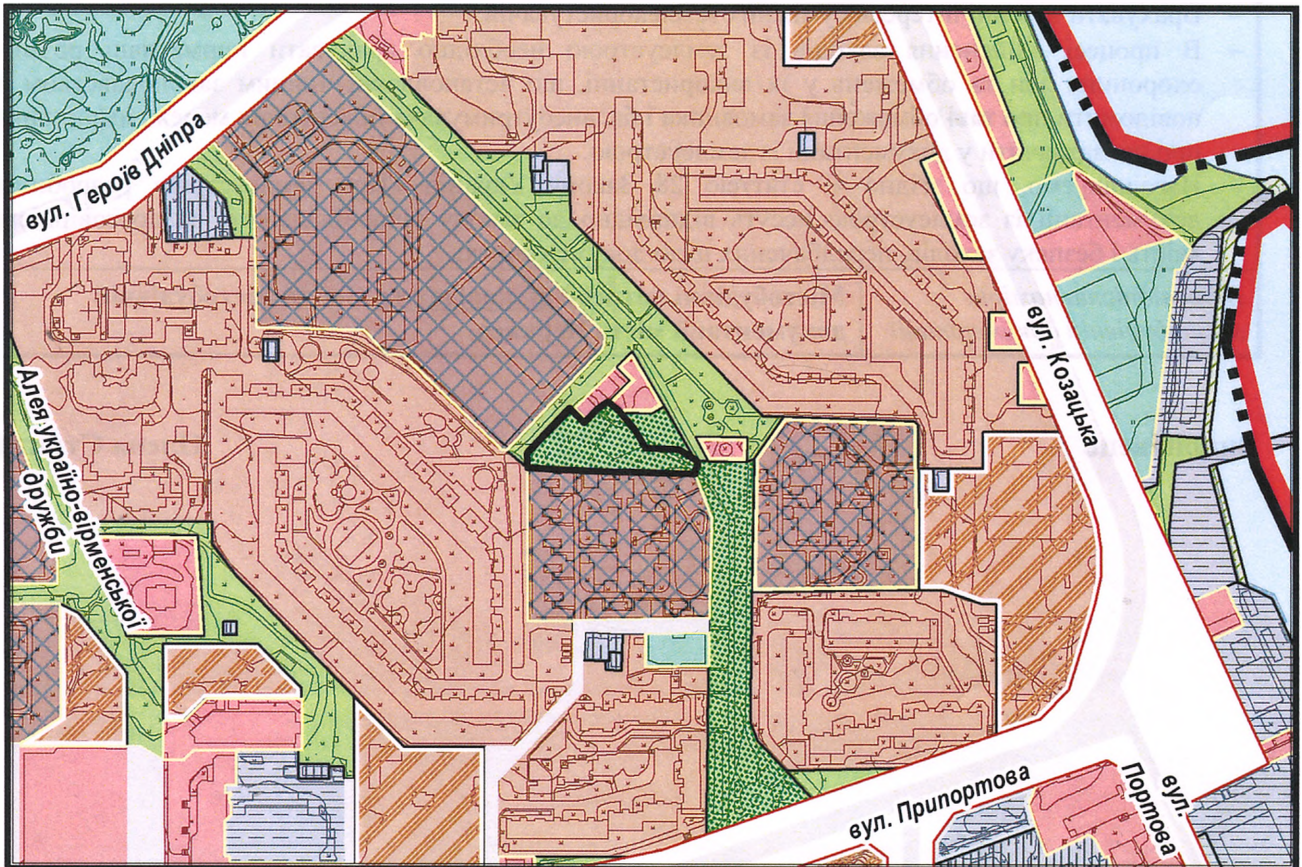 вул. Героїв Дніпра
вул. Козацька
Алея україно-вірменської
дружби
вул. Припортова
вул.
Портова